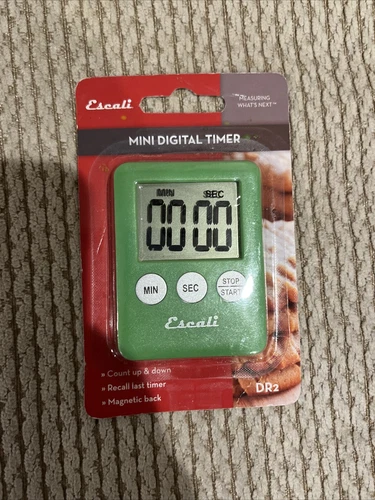 Escali
"MEASURING
WHAT'S NEXT"™
MINI DIGITAL TIMER
MIN SEC
00 00
MIN
SEC
STOP
START
Escali
» Count up & down
» Recall last timer
» Magnetic back
DR2